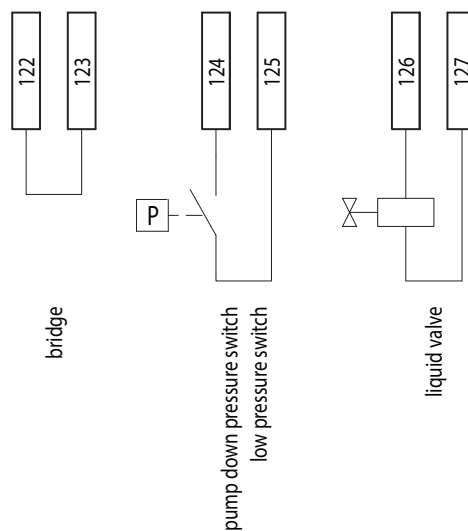 122
123
124
125
126
127
P
bridge
pump down pressure switch
low pressure switch
liquid valve